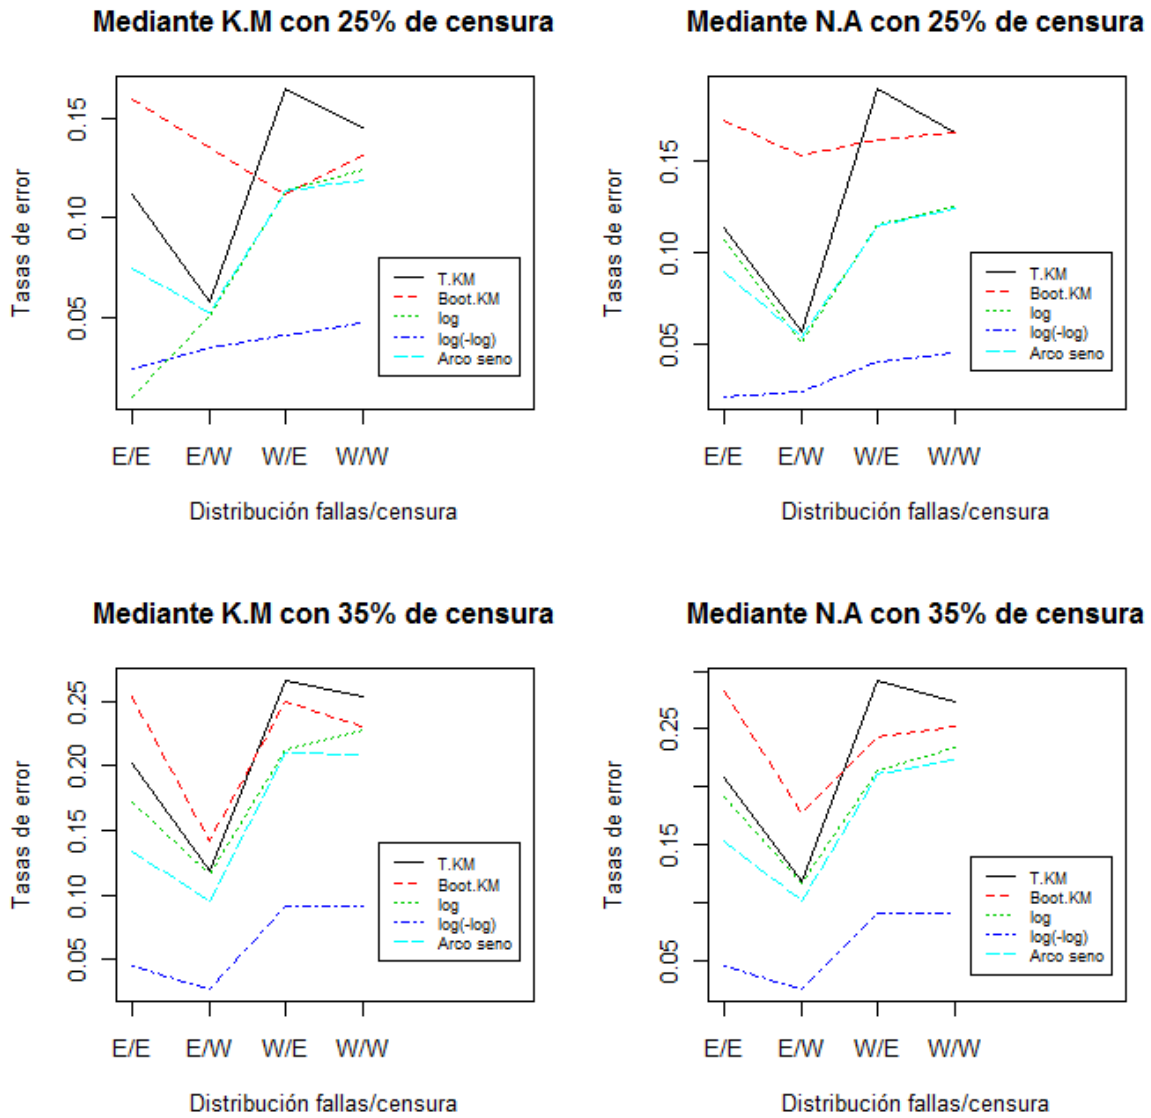 Mediante K.M con 25% de censura
Tasas de error
0.15
0.10
0.05
T.KM
Boot.KM
log
log(-log)
Arco seno
E/E E/W W/E W/W
Distribución fallas/censura
Mediante N.A con 25% de censura
Tasas de error
0.15
0.10
0.05
T.KM
Boot.KM
log
log(-log)
Arco seno
E/E E/W W/E W/W
Distribución fallas/censura
Mediante K.M con 35% de censura
Tasas de error
0.25
0.20
0.15
0.10
0.05
T.KM
Boot.KM
log
log(-log)
Arco seno
E/E E/W W/E W/W
Distribución fallas/censura
Mediante N.A con 35% de censura
Tasas de error
0.25
0.15
0.05
T.KM
Boot.KM
log
log(-log)
Arco seno
E/E E/W W/E W/W
Distribución fallas/censura